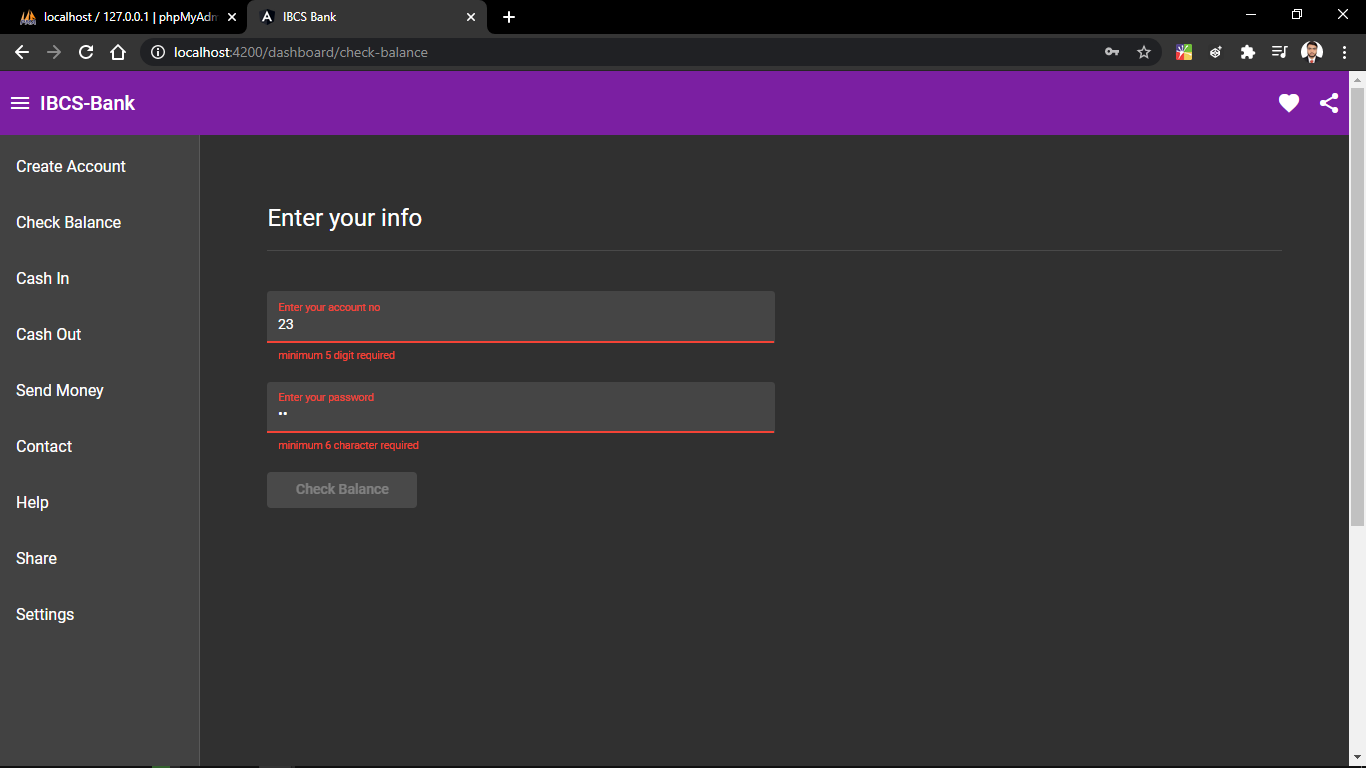 localhost / 127.0.0.1 | phpMyAdm
IBCS Bank
localhost:4200/dashboard/check-balance
IBCS-Bank
Create Account
Check Balance
Cash In
Cash Out
Send Money
Contact
Help
Share
Settings
Enter your info
Enter your account no
23
minimum 5 digit required
Enter your password
••
minimum 6 character required
Check Balance